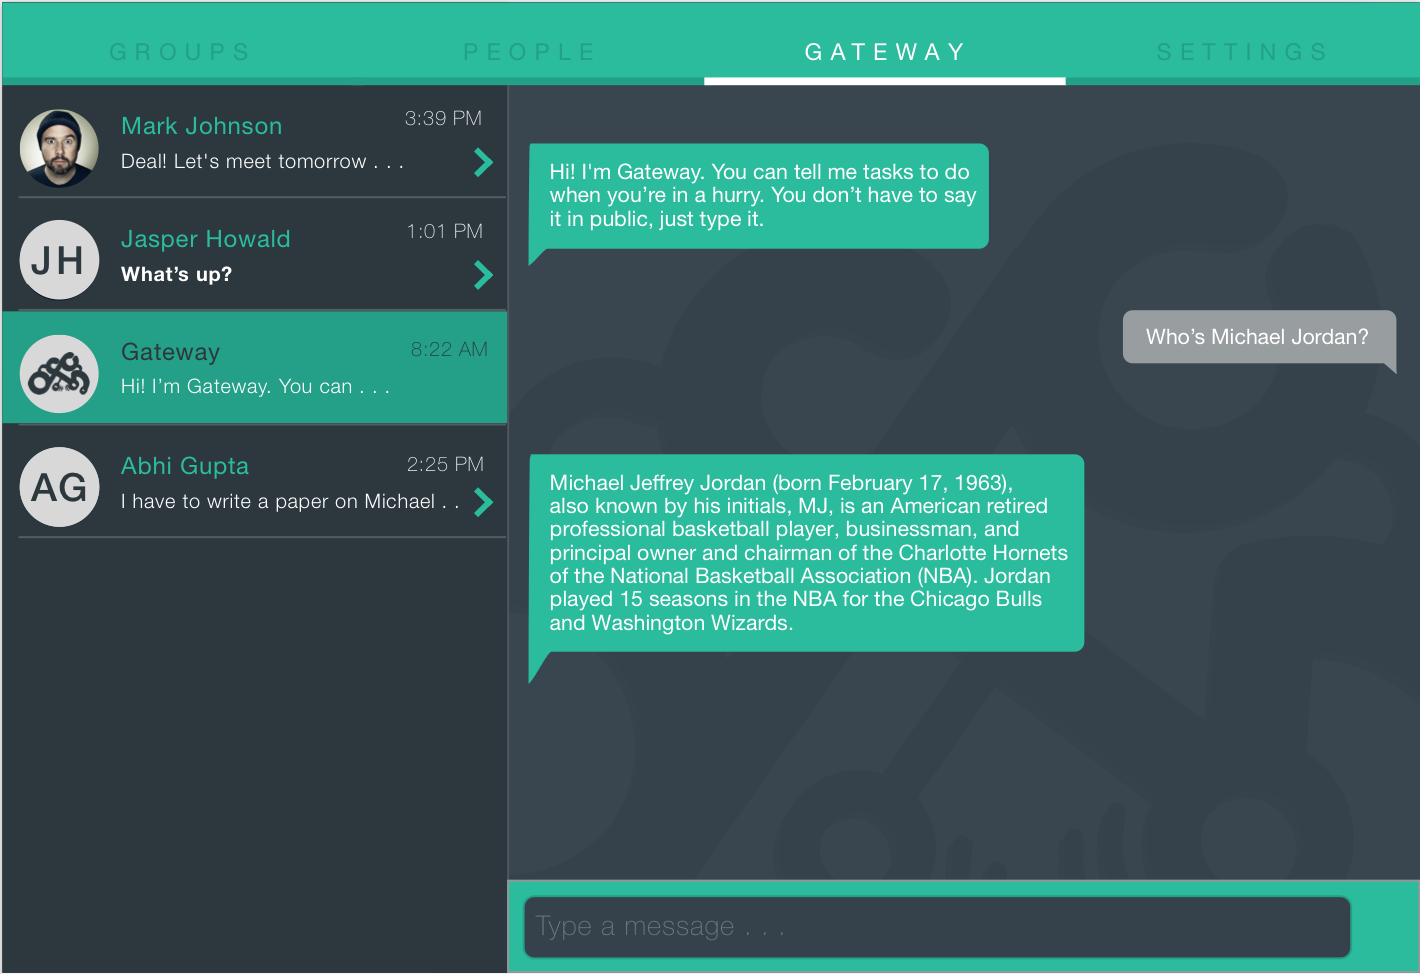 GROUPS
PEOPLE
GATEWAY
SETTINGS
Mark Johnson
3:39 PM
Deal! Let's meet tomorrow . . .
JH
Jasper Howald
1:01 PM
What’s up?
Gateway
8:22 AM
Hi! I’m Gateway. You can . . .
AG
Abhi Gupta
2:25 PM
I have to write a paper on Michael . .
Hi! I'm Gateway. You can tell me tasks to do
when you’re in a hurry. You don’t have to say
it in public, just type it.
Who’s Michael Jordan?
Michael Jeffrey Jordan (born February 17, 1963),
also known by his initials, MJ, is an American retired
professional basketball player, businessman, and
principal owner and chairman of the Charlotte Hornets
of the National Basketball Association (NBA). Jordan
played 15 seasons in the NBA for the Chicago Bulls
and Washington Wizards.
Type a message . . .